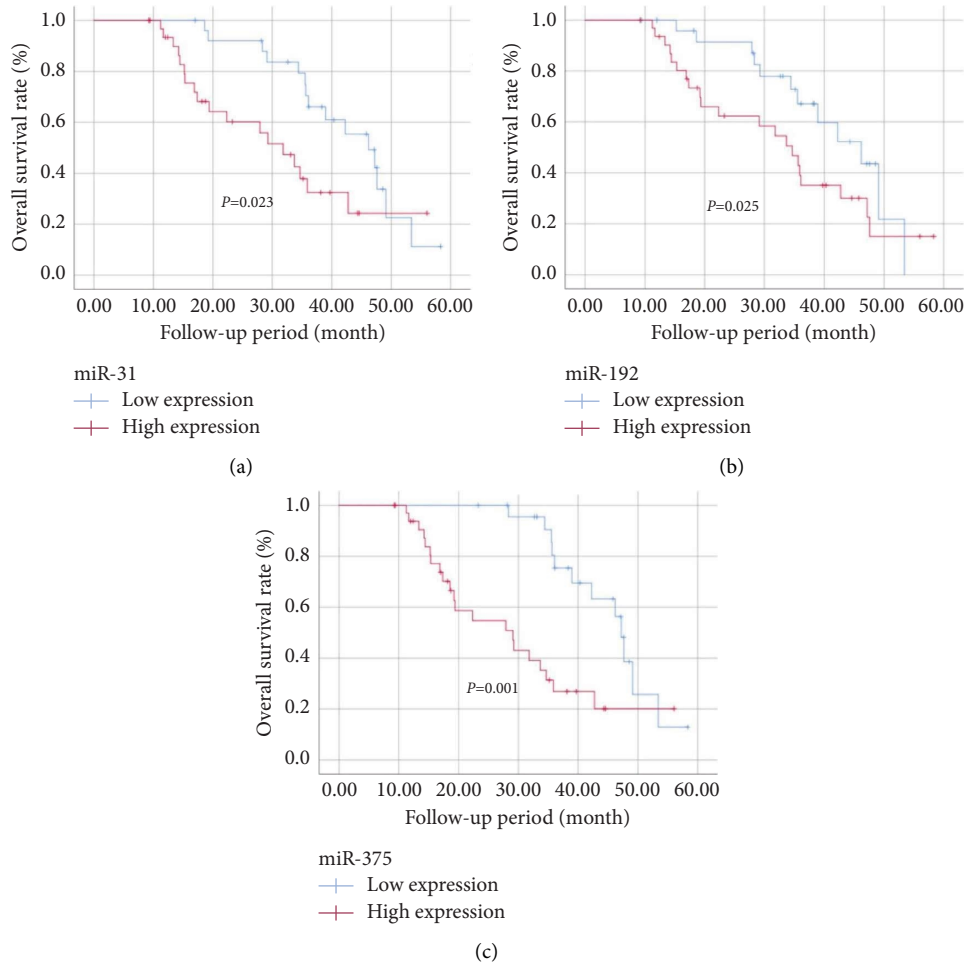 1.0
0.8
0.6
0.4
0.2
0.0
Overall survival rate (%)
P=0.023
0.00 10.00 20.00 30.00 40.00 50.00 60.00
Follow-up period (month)
miR-31
Low expression
High expression
(a)
1.0
0.8
0.6
0.4
0.2
0.0
Overall survival rate (%)
P=0.025
0.00 10.00 20.00 30.00 40.00 50.00 60.00
Follow-up period (month)
miR-192
Low expression
High expression
(b)
1.0
0.8
0.6
0.4
0.2
0.0
Overall survival rate (%)
P=0.001
0.00 10.00 20.00 30.00 40.00 50.00 60.00
Follow-up period (month)
miR-375
Low expression
High expression
(c)